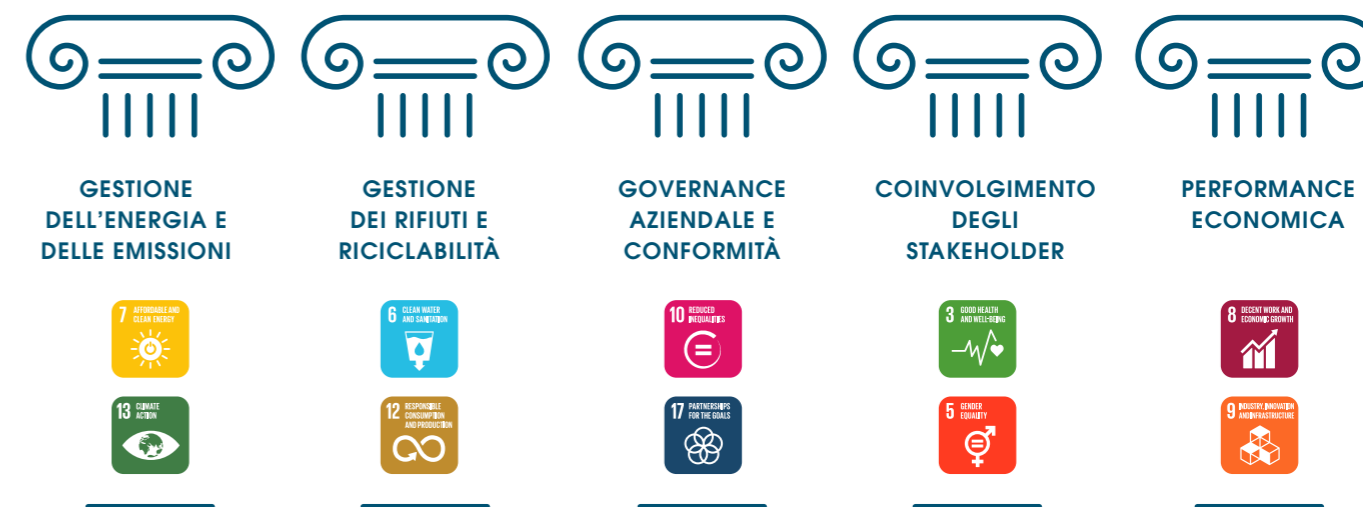 GESTIONE
DELL'ENERGIA E
DELLE EMISSIONI
7 AFFORDABLE AND
CLEAN ENERGY
13 CLIMATE
ACTION
GESTIONE
DEI RIFIUTI E
RICICLABILITÀ
6 CLEAN WATER
AND SANITATION
12 RESPONSIBLE
CONSUMPTION
AND PRODUCTION
GOVERNANCE
AZIENDALE E
CONFORMITÀ
10 REDUCED
INEQUALITIES
17 PARTNERSHIPS
FOR THE GOALS
COINVOLGIMENTO
DEGLI
STAKEHOLDER
3 GOOD HEALTH
AND WELL-BEING
5 GENDER
EQUALITY
PERFORMANCE
ECONOMICA
8 DECENT WORK AND
ECONOMIC GROWTH
9 INDUSTRY, INNOVATION
AND INFRASTRUCTURE